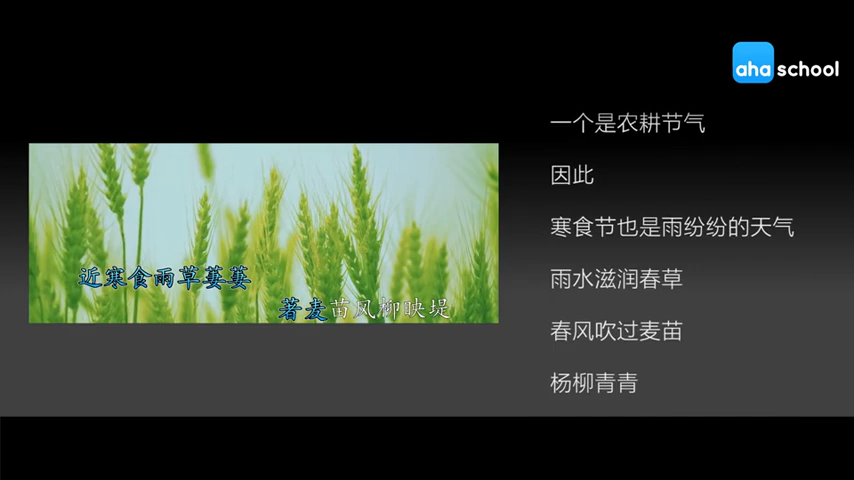 aha school
一个是农耕节气
因此
寒食节也是雨纷纷的天气
雨水滋润春草
春风吹过麦苗
杨柳青青
近寒食雨草萋萋
著麦苗风柳映堤